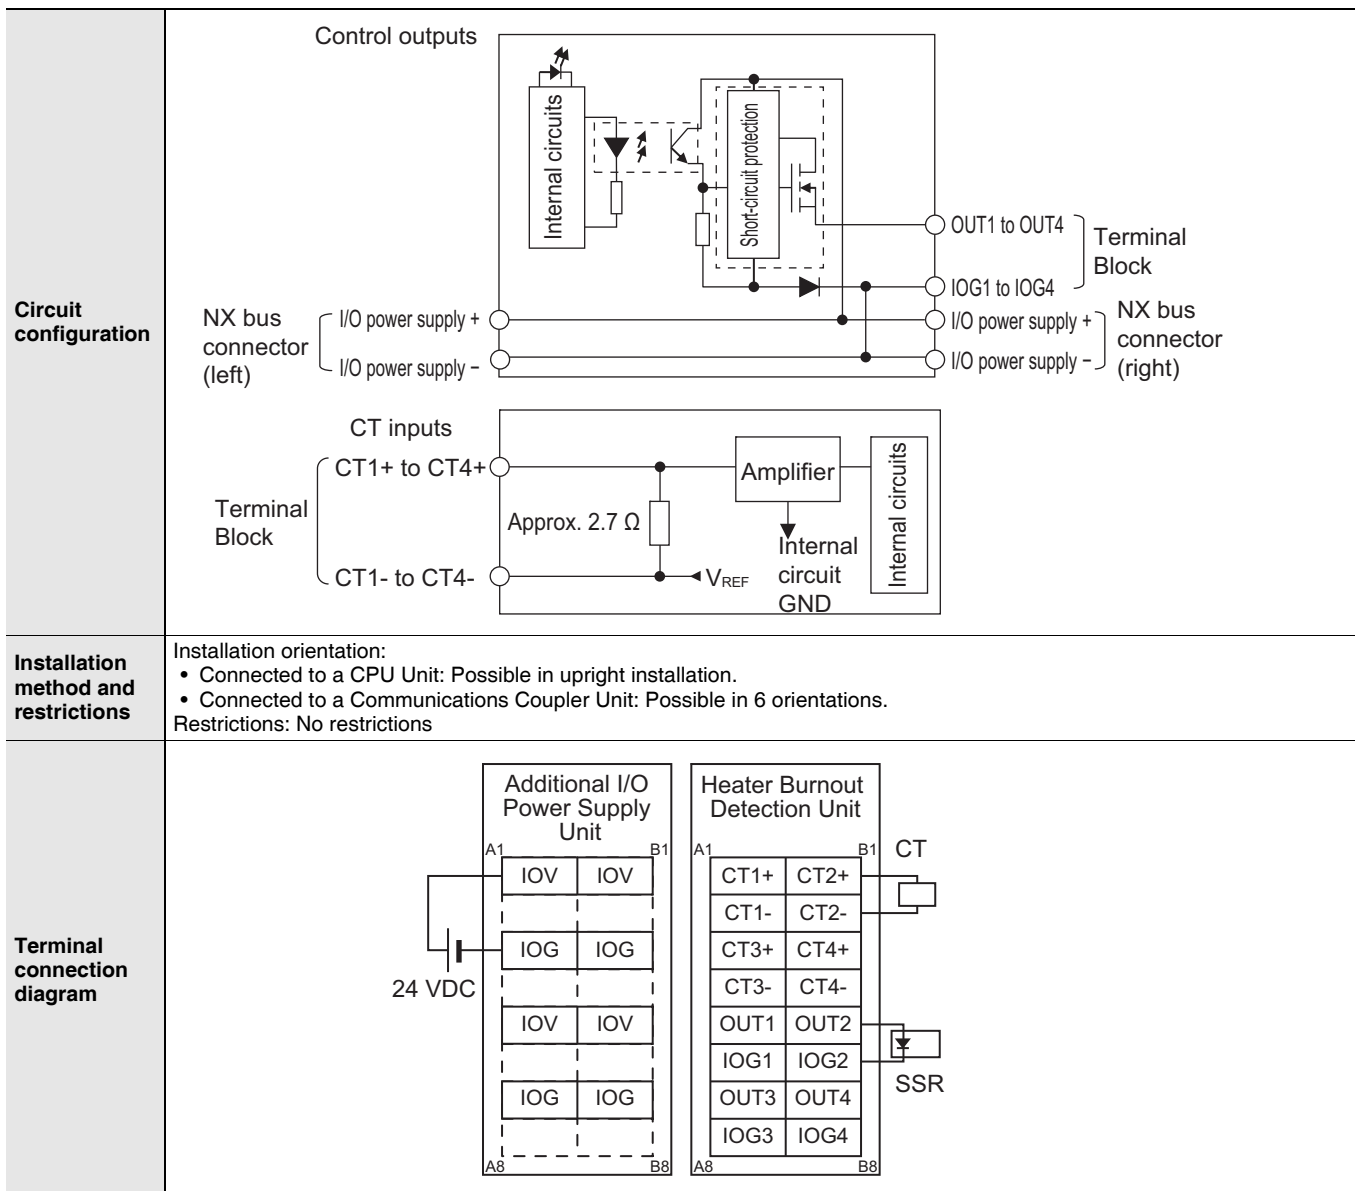 Circuit
configuration
Control outputs
Internal circuits
Short-circuit protection
OUT1 to OUT4
IOG1 to IOG4
Terminal
Block
NX bus
connector
(left)
I/O power supply +
I/O power supply −
I/O power supply +
I/O power supply −
NX bus
connector
(right)
CT inputs
CT1+ to CT4+
Terminal
Block
CT1- to CT4-
Approx. 2.7 Ω
VREF
Amplifier
Internal
circuit
GND
Internal circuits
Installation
method and
restrictions
Installation orientation:
• Connected to a CPU Unit: Possible in upright installation.
• Connected to a Communications Coupler Unit: Possible in 6 orientations.
Restrictions: No restrictions
Terminal
connection
diagram
Additional I/O
Power Supply
Unit
A1 B1
IOV IOV
IOG IOG
24 VDC
IOV IOV
IOG IOG
A8 B8
Heater Burnout
Detection Unit
A1 B1
CT
CT1+ CT2+
CT1- CT2-
CT3+ CT4+
CT3- CT4-
OUT1 OUT2
IOG1 IOG2
SSR
OUT3 OUT4
IOG3 IOG4
A8 B8